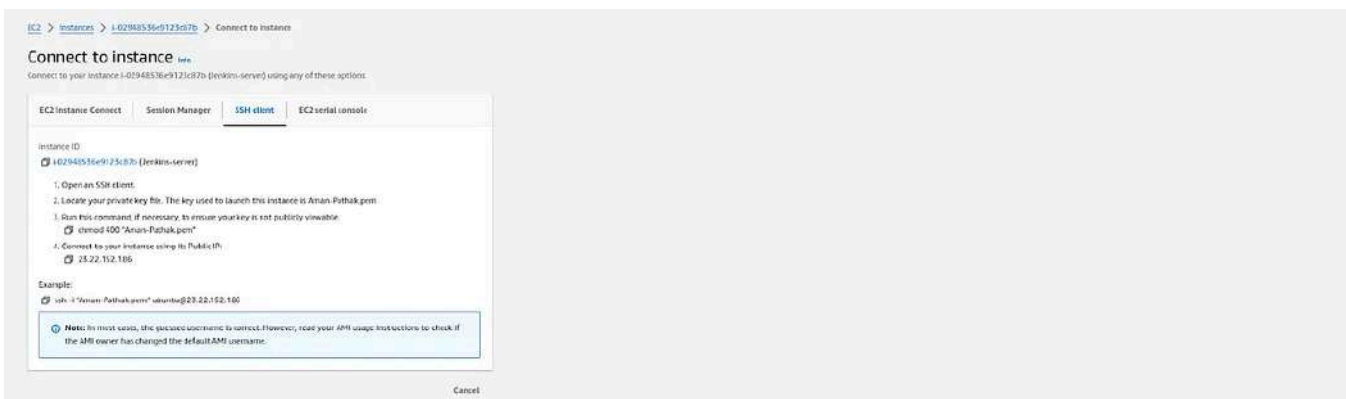 EC2 > Instances > i-02948536e9123c87b > Connect to instance
Connect to instance Info
Connect to your instance i-02948536e9123c87b (Jenkins-server) using any of these options
EC2 Instance Connect Session Manager SSH client EC2 serial console
Instance ID
i-02948536e9123c87b (Jenkins-server)
1. Open an SSH client.
2. Locate your private key file. The key used to launch this instance is Aman-Pathak.pem
3. Run this command, if necessary, to ensure your key is not publicly viewable.
chmod 400 "Aman-Pathak.pem"
4. Connect to your instance using its Public IP:
23.22.152.186
Example:
ssh -i "Aman-Pathak.pem" ubuntu@23.22.152.186
Note: In most cases, the guessed username is correct. However, read your AMI usage instructions to check if
the AMI owner has changed the default AMI username.
Cancel